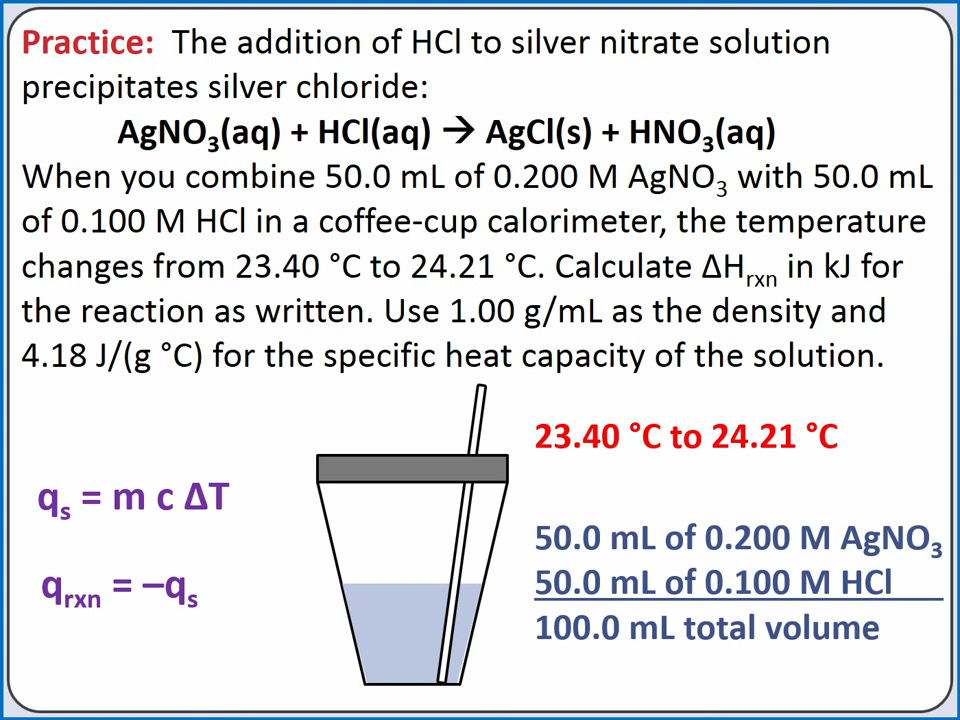 Practice: The addition of HCl to silver nitrate solution
precipitates silver chloride:
AgNO₃(aq) + HCl(aq) → AgCl(s) + HNO₃(aq)
When you combine 50.0 mL of 0.200 M AgNO₃ with 50.0 mL
of 0.100 M HCl in a coffee-cup calorimeter, the temperature
changes from 23.40 °C to 24.21 °C. Calculate ΔHrxn in kJ for
the reaction as written. Use 1.00 g/mL as the density and
4.18 J/(g °C) for the specific heat capacity of the solution.
23.40 °C to 24.21 °C
qs = m c ΔT
50.0 mL of 0.200 M AgNO₃
qrxn = –qs
50.0 mL of 0.100 M HCl
100.0 mL total volume